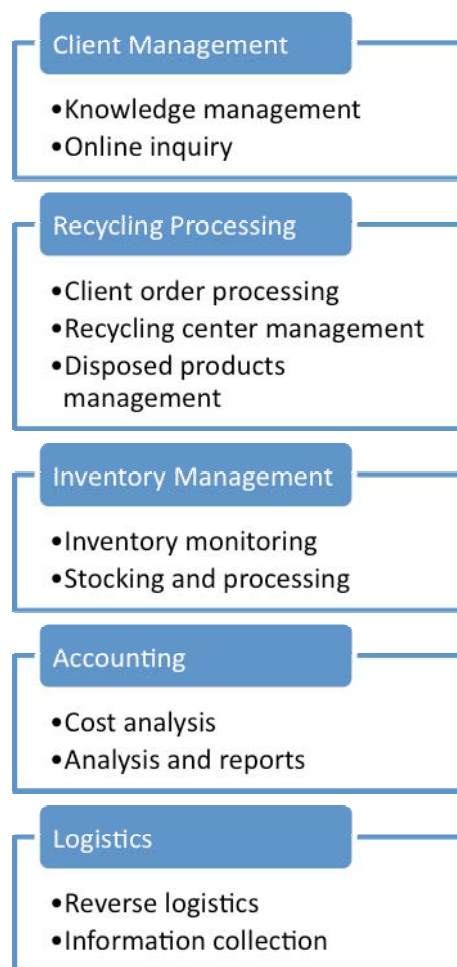 Client Management
•Knowledge management
•Online inquiry
Recycling Processing
•Client order processing
•Recycling center management
•Disposed products
management
Inventory Management
•Inventory monitoring
•Stocking and processing
Accounting
•Cost analysis
•Analysis and reports
Logistics
•Reverse logistics
•Information collection